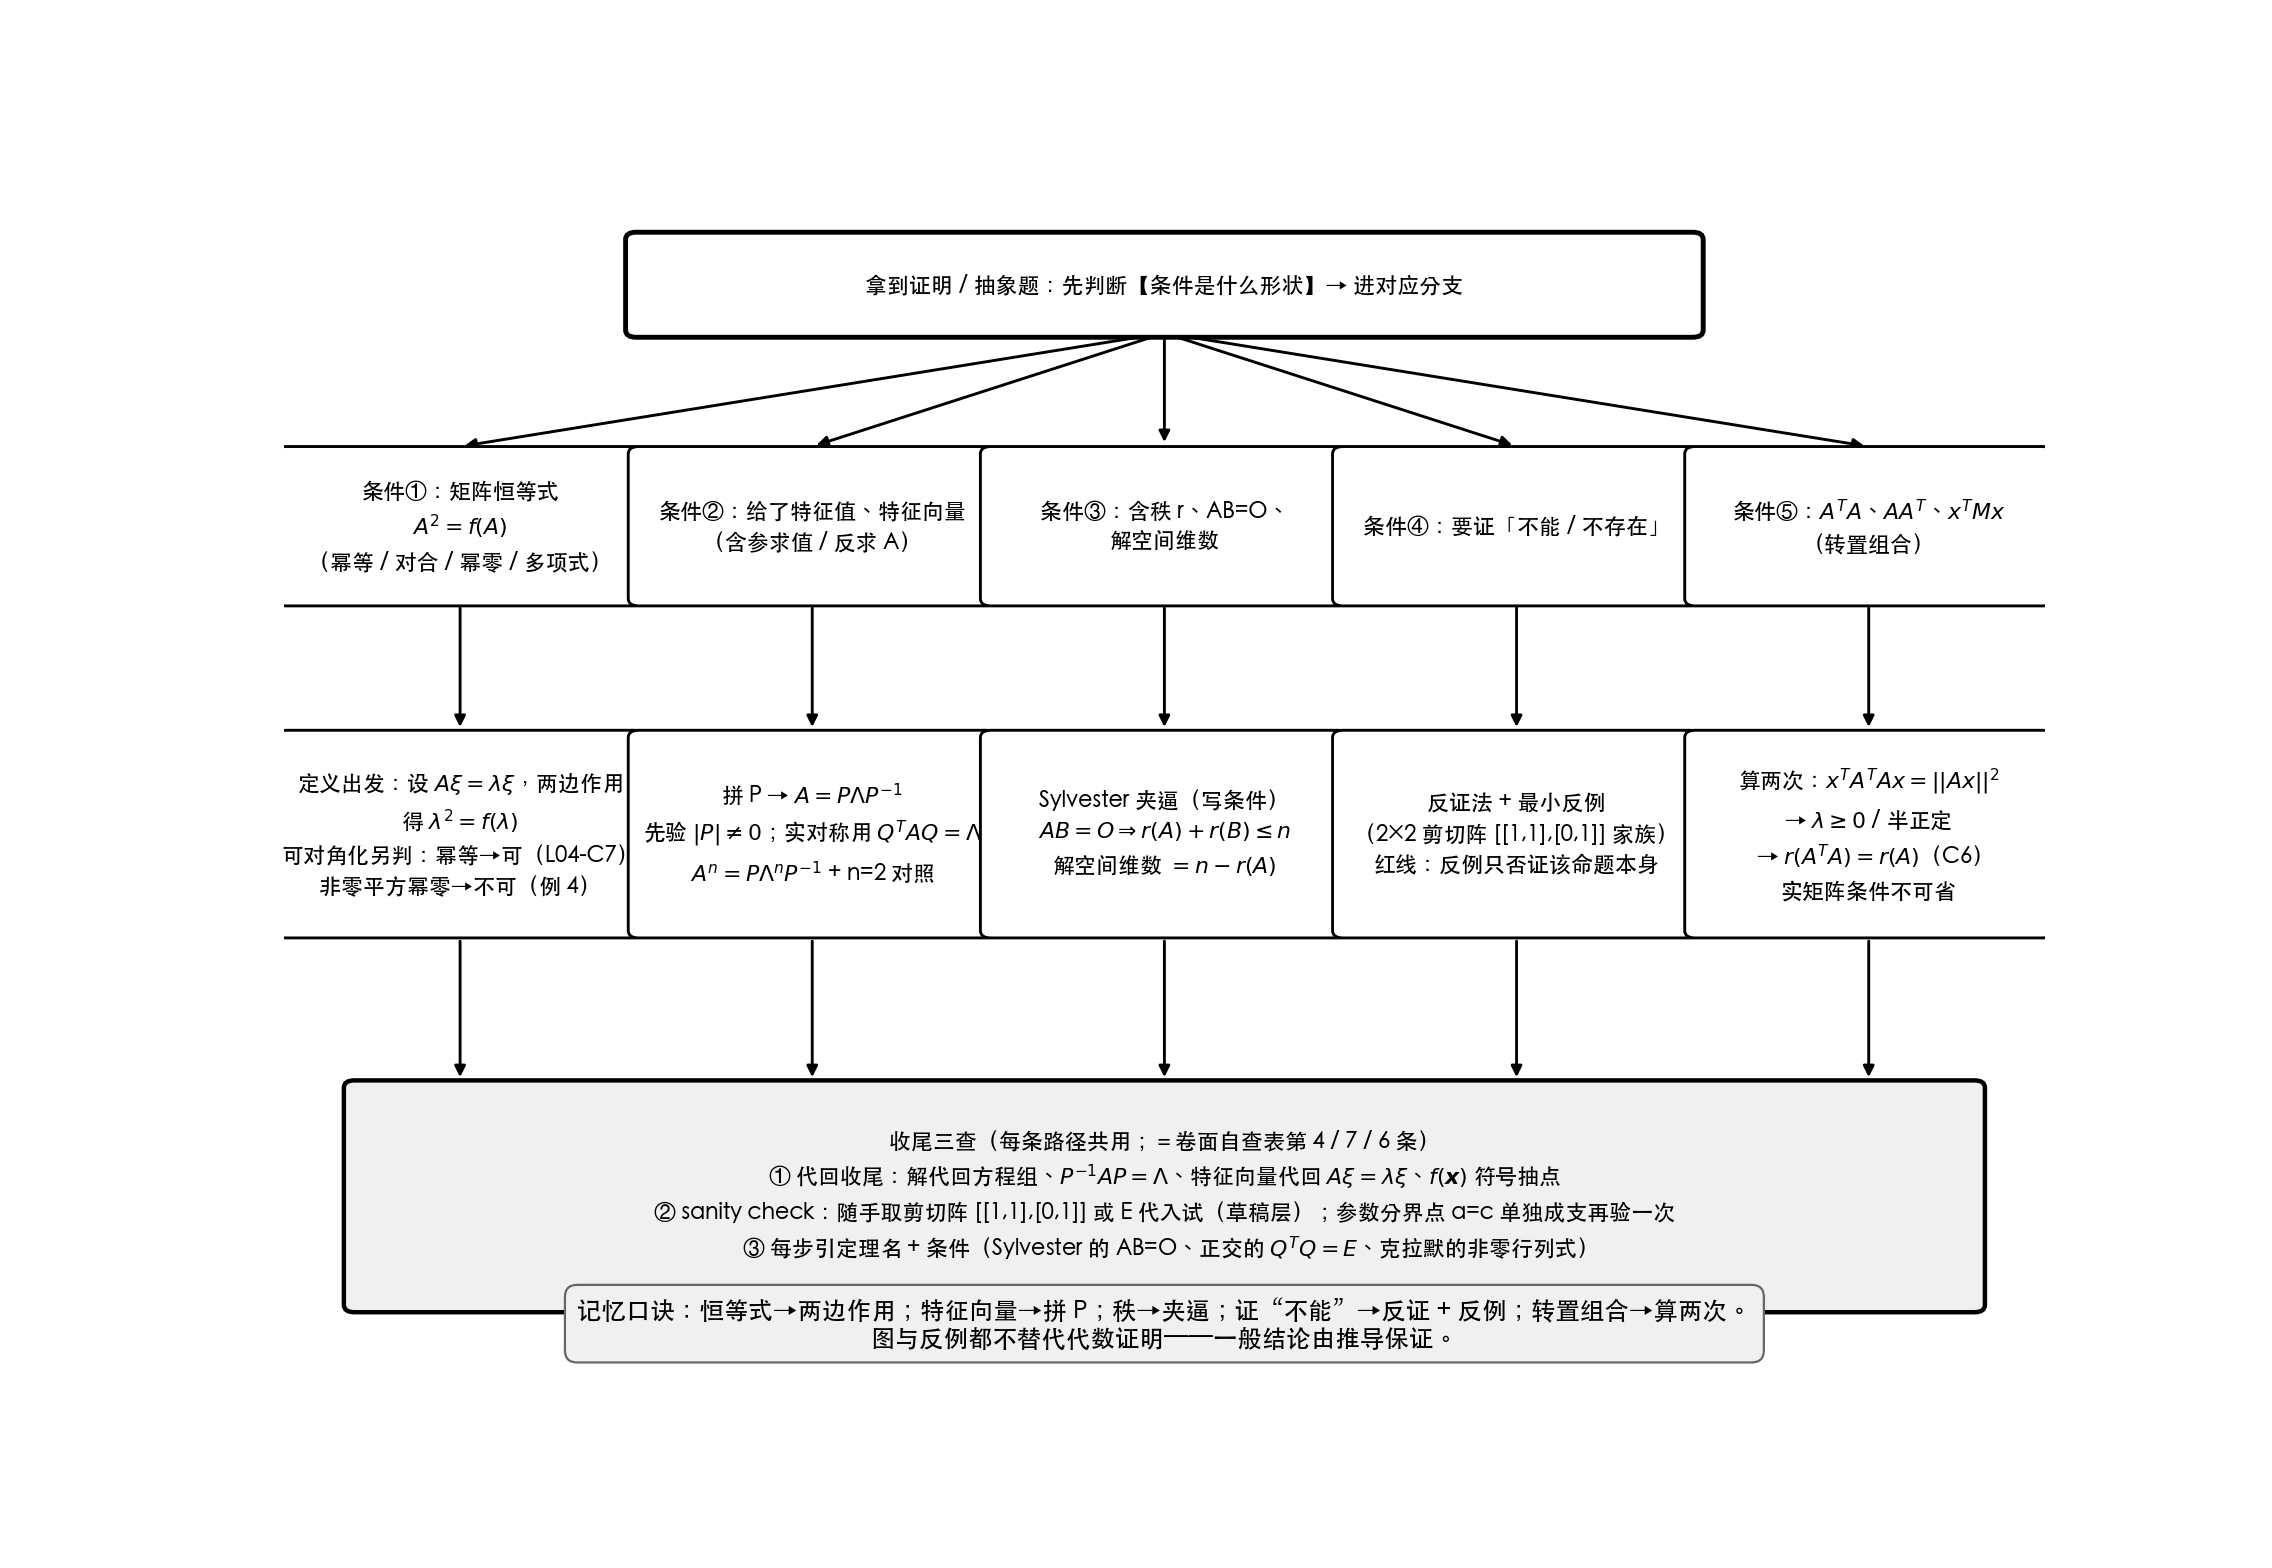 拿到证明 / 抽象题：先判断【条件是什么形状】→ 进对应分支
条件①：矩阵恒等式
A² = f(A)
（幂等 / 对合 / 幂零 / 多项式）
条件②：给了特征值、特征向量
（含参求值 / 反求 A）
条件③：含秩 r、AB=O、
解空间维数
条件④：要证「不能 / 不存在」
条件⑤：AᵀA、AAᵀ、xᵀMx
（转置组合）
定义出发：设 Aξ = λξ，两边作用
得 λ² = f(λ)
可对角化另判：幂等→可（L04-C7）
非零平方幂零→不可（例 4）
拼 P → A = PΛP⁻¹
先验 |P| ≠ 0；实对称用 QᵀAQ = Λ
Aⁿ = PΛⁿP⁻¹ + n=2 对照
Sylvester 夹逼（写条件）
AB = O ⇒ r(A) + r(B) ≤ n
解空间维数 = n − r(A)
反证法 + 最小反例
（2×2 剪切阵 [[1,1],[0,1]] 家族）
红线：反例只否证该命题本身
算两次：xᵀAᵀAx = ||Ax||²
→ λ ≥ 0 / 半正定
→ r(AᵀA) = r(A)（C6）
实矩阵条件不可省
收尾三查（每条路径共用；=卷面自查表第 4 / 7 / 6 条）
① 代回收尾：解代回方程组、P⁻¹AP = Λ、特征向量代回 Aξ = λξ、f(x) 符号抽点
② sanity check：随手取剪切阵 [[1,1],[0,1]] 或 E 代入试（草稿层）；参数分界点 a=c 单独成支再验一次
③ 每步引定理名 + 条件（Sylvester 的 AB=O、正交的 QᵀQ = E、克拉默的非零行列式）
记忆口诀：恒等式→两边作用；特征向量→拼 P；秩→夹逼；证“不能”→反证 + 反例；转置组合→算两次。
图与反例都不替代代数证明——一般结论由推导保证。